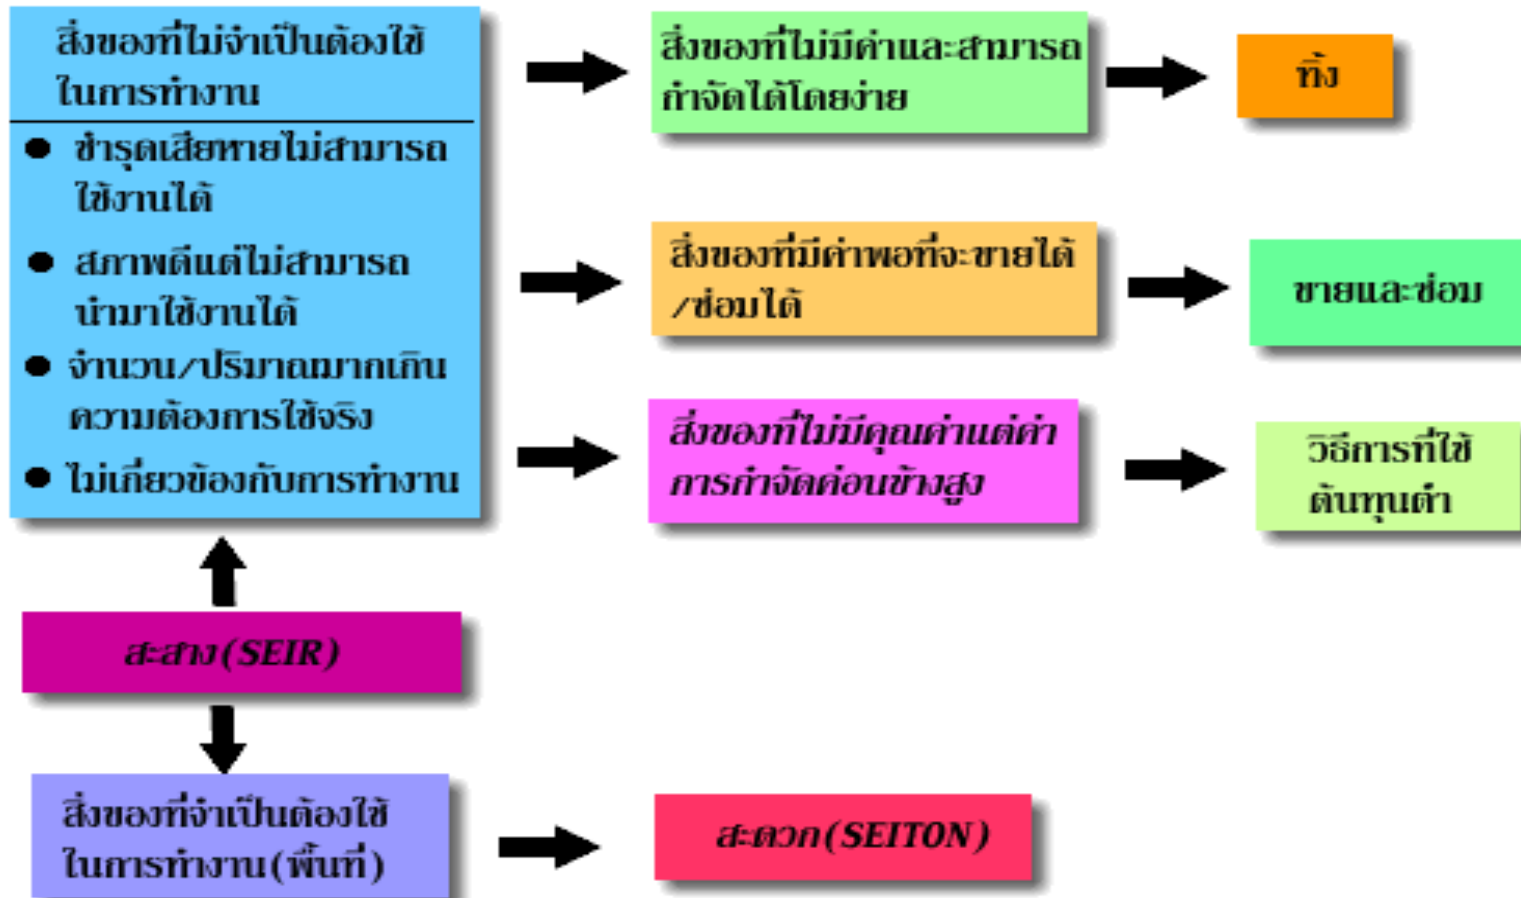 สิ่งของที่ไม่จำเป็นต้องใช้
ในการทำงาน
ชำรุดเสียหายไม่สามารถ
ใช้งานได้
สภาพดีแต่ไม่สามารถ
นำมาใช้งานได้
จำนวน/ปริมาณมากเกิน
ความต้องการใช้จริง
ไม่เกี่ยวข้องกับการทำงาน
สิ่งของที่ไม่มีค่าและสามารถ
กำจัดได้โดยง่าย
ทิ้ง
สิ่งของที่มีค่าพอที่จะขายได้
/ซ่อมได้
ขายและซ่อม
สิ่งของที่ไม่มีคุณค่าแต่ค่า
การกำจัดค่อนข้างสูง
วิธีการที่ใช้
ต้นทุนต่ำ
สะสาง(SEIR)
สิ่งของที่จำเป็นต้องใช้
ในการทำงาน(พื้นที่)
สะดวก(SEITON)